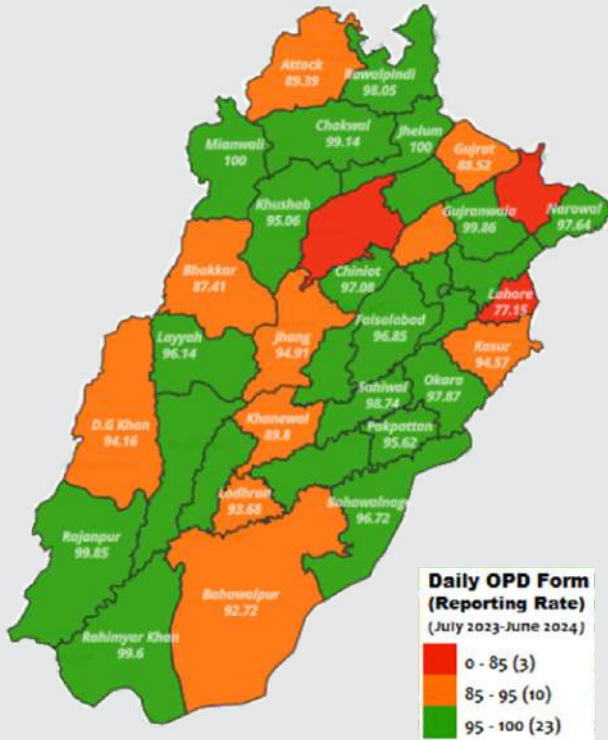 Attock
89.39
Rawalpindi
98.05
Chakwal
99.14
Jhelum
100
Mianwali
100
Gujrat
88.52
Khushab
95.06
Gujranwala
99.86
Narowal
97.64
Bhakkar
87.41
Chiniot
97.08
Lahore
77.15
Layyah
96.14
Jhang
94.91
Faisalabad
96.85
Kasur
94.57
Sahiwal
98.74
Okara
97.87
D.G Khan
94.16
Khanewal
89.8
Pakpattan
95.62
Lodhran
93.68
Bahawalnaga
96.72
Rajanpur
99.85
Bahawalpur
92.72
Rahimyar Khan
99.6
Daily OPD Form
(Reporting Rate)
(July 2023-June 2024)
0 - 85 (3)
85 - 95 (10)
95 - 100 (23)